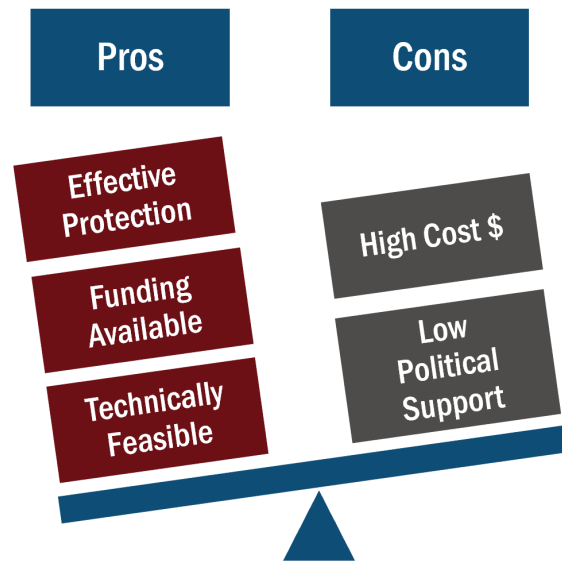 Pros
Cons
Effective
Protection
Funding
Available
Technically
Feasible
High Cost $
Low
Political
Support